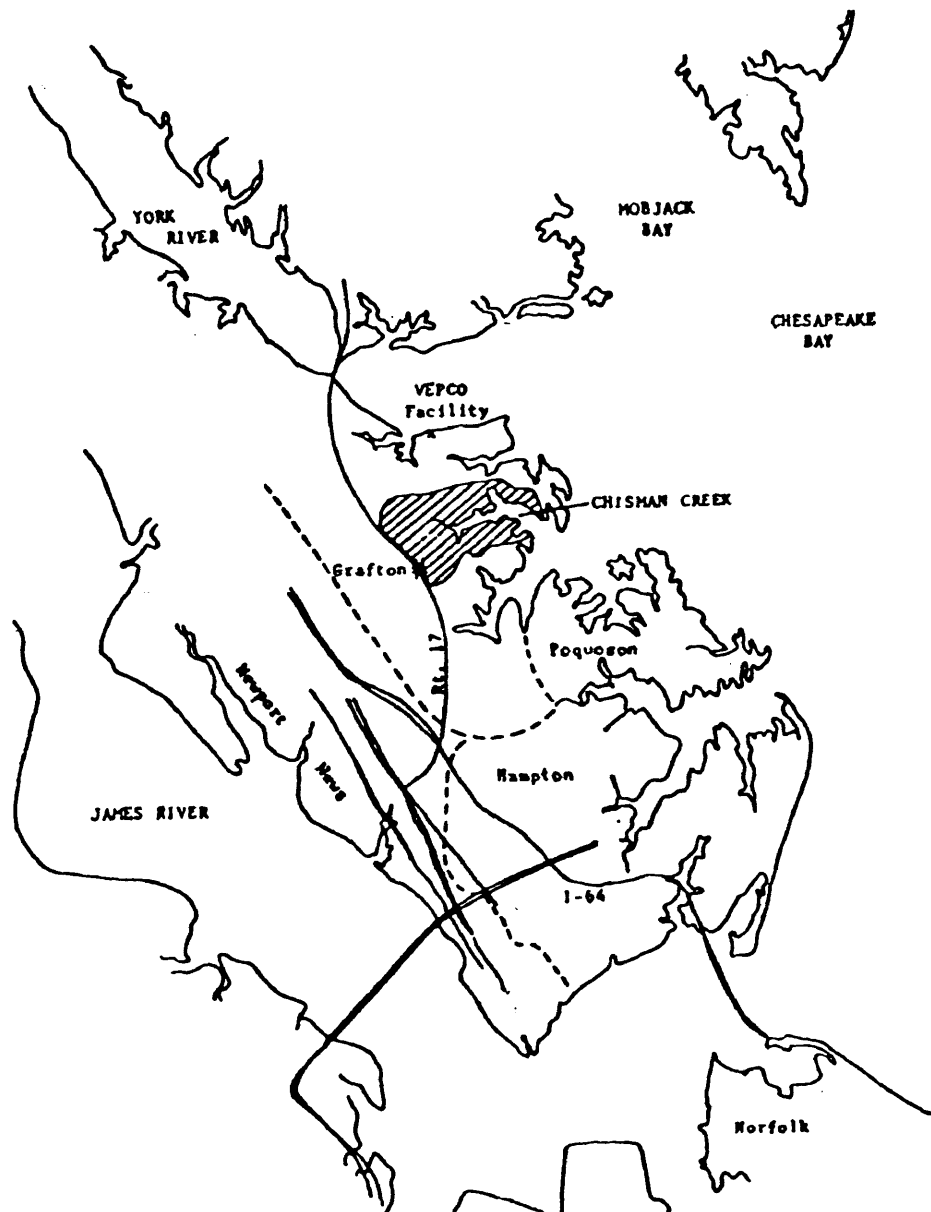 MOBJACK
BAY
YORK
RIVER
CHESAPEAKE
BAY
VEPCO
Facility
CHISMAN CREEK
Grafton
Rt. 17
Poquoson
Newport
News
Hampton
JAMES RIVER
I-64
Norfolk